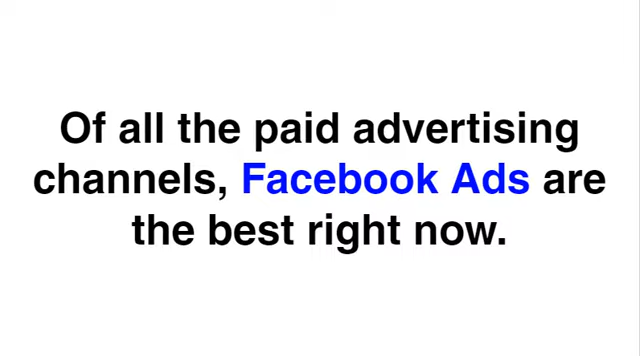 Of all the paid advertising
channels, Facebook Ads are
the best right now.